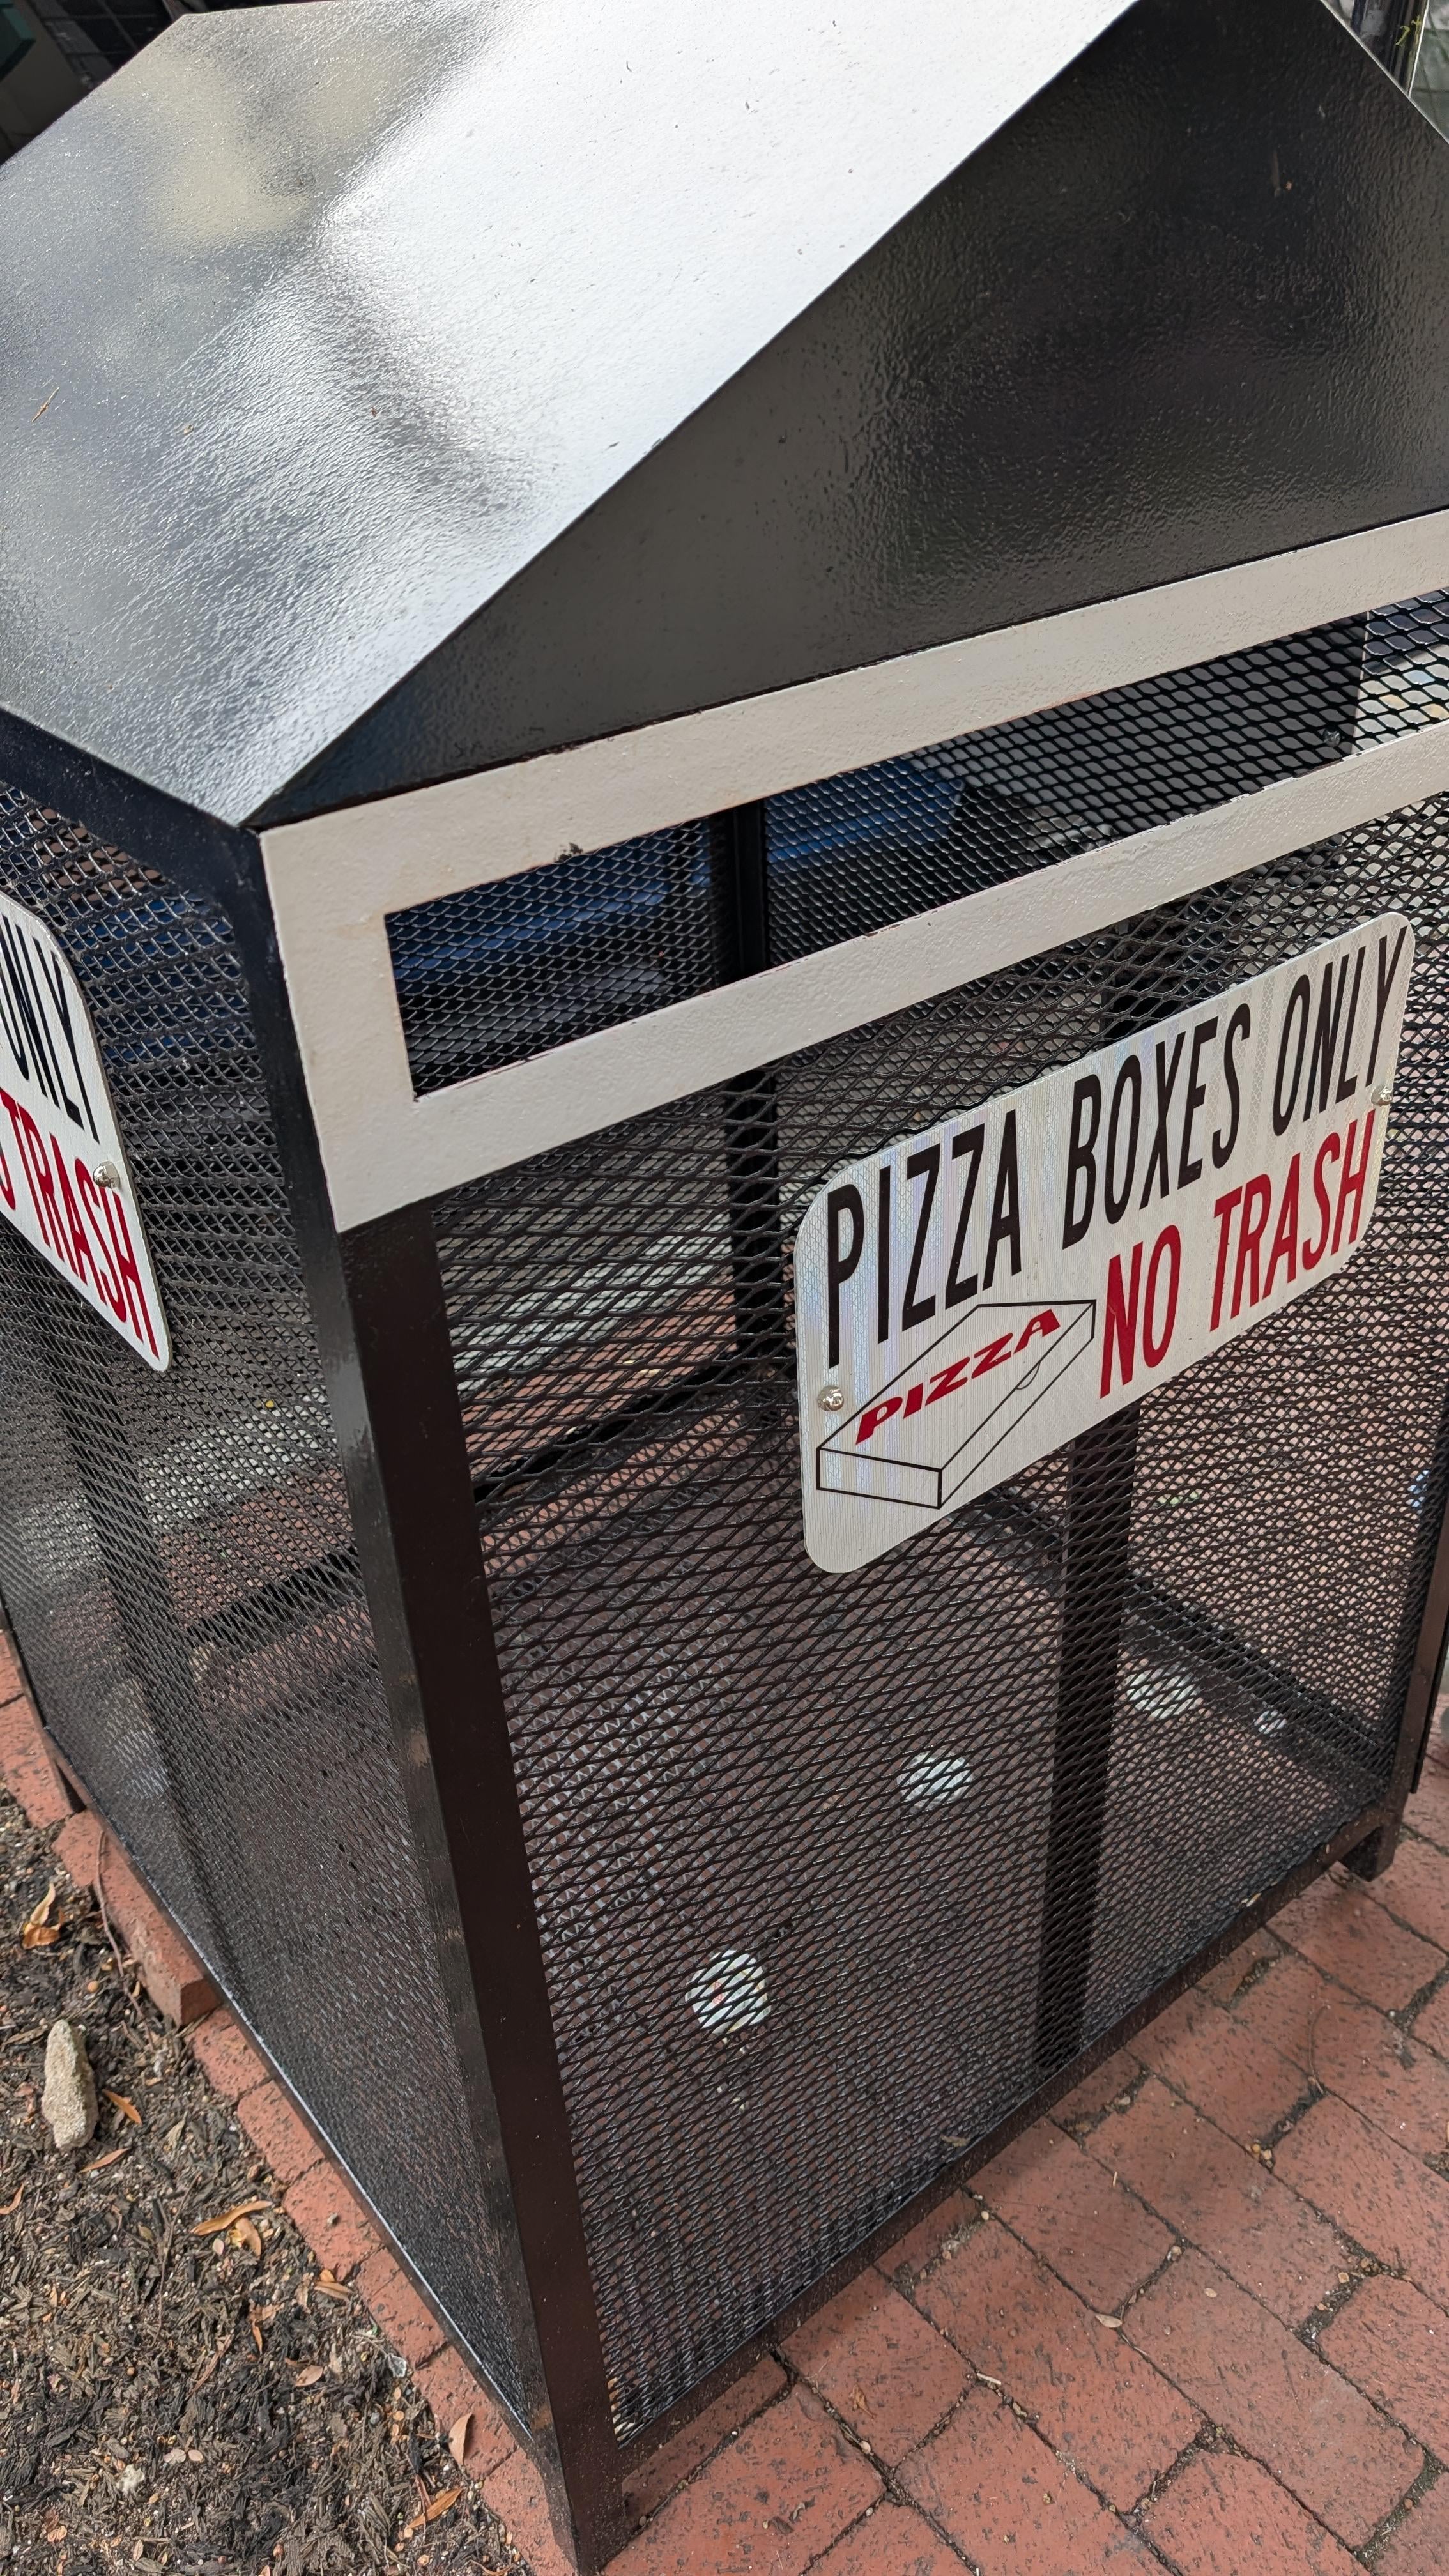 PIZZA BOXES ONLY
NO TRASH
PIZZA
ONLY
TRASH